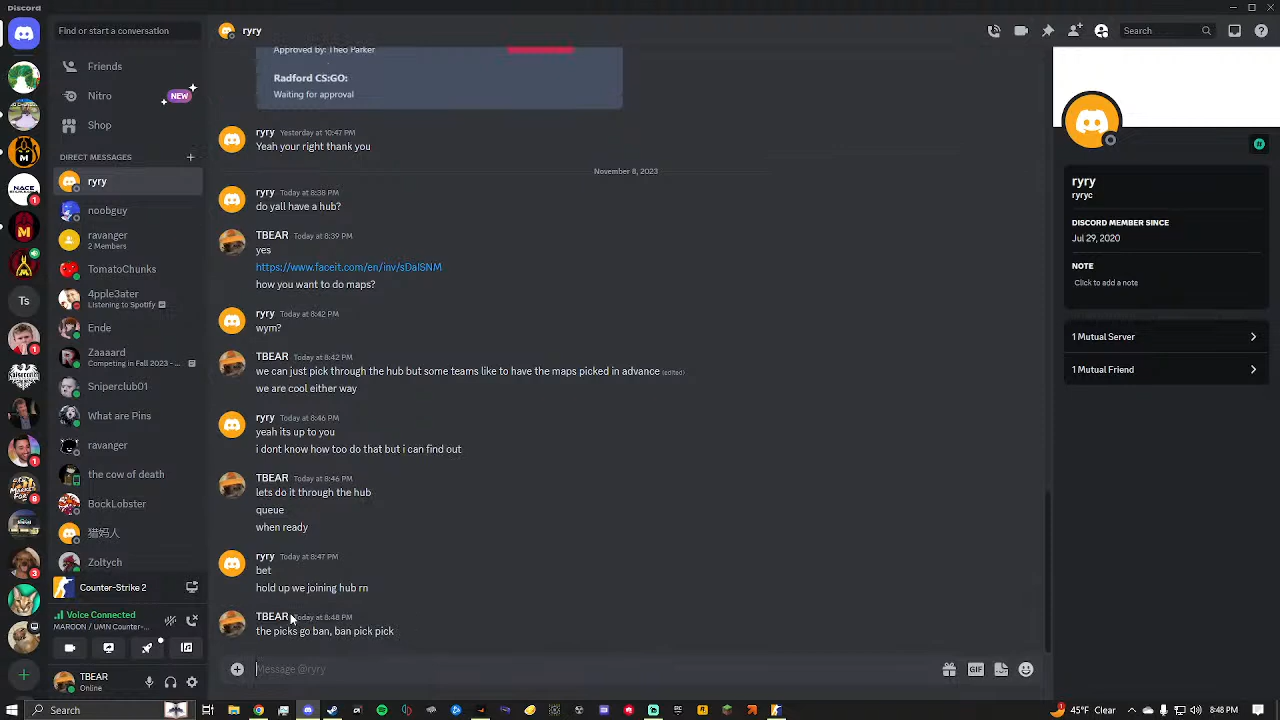 Discord
Find or start a conversation
ryry
Search
Friends
Nitro
NEW
Shop
DIRECT MESSAGES
ryry
noobguy
ravanger
2 Members
TomatoChunks
4pple3ater
Listening to Spotify
Ende
Zaaard
Competing in Fall 2023 - ...
Sniperclub01
What are Pins
ravanger
the cow of death
BockLobster
猫男人
Zoltych
Counter-Strike 2
Voice Connected
MAROON / UMN Counter-...
TBEAR
Online
NACE
1
Ts
1
1
8
3
Approved by: Theo Parker
Radford CS:GO:
Waiting for approval
ryry Yesterday at 10:47 PM
Yeah your right thank you
November 8, 2023
ryry Today at 8:38 PM
do yall have a hub?
TBEAR Today at 8:39 PM
yes
https://www.faceit.com/en/inv/sDalSNM
how you want to do maps?
ryry Today at 8:42 PM
wym?
TBEAR Today at 8:42 PM
we can just pick through the hub but some teams like to have the maps picked in advance (edited)
we are cool either way
ryry Today at 8:46 PM
yeah its up to you
i dont know how too do that but i can find out
TBEAR Today at 8:46 PM
lets do it through the hub
queue
when ready
ryry Today at 8:47 PM
bet
hold up we joining hub rn
TBEAR Today at 8:48 PM
the picks go ban, ban pick pick
Message @ryry
GIF
ryry
ryryc
DISCORD MEMBER SINCE
Jul 29, 2020
NOTE
Click to add a note
1 Mutual Server
1 Mutual Friend
Search
45°F Clear
8:48 PM